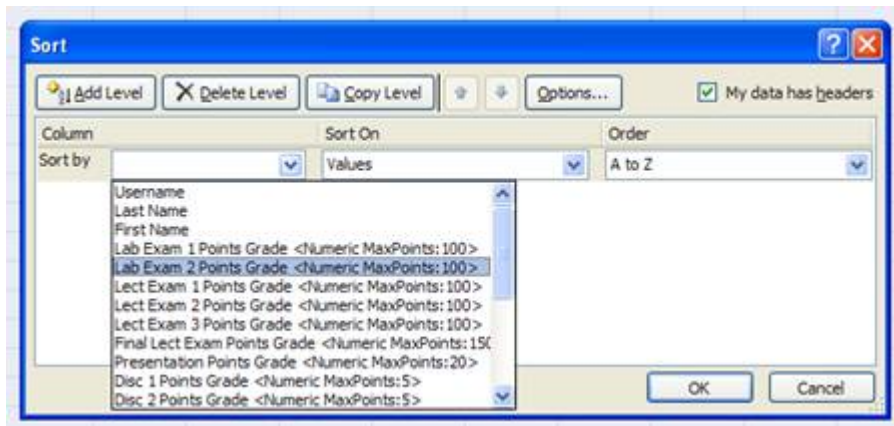 Sort
Add Level Delete Level Copy Level Options... My data has headers
Column Sort On Order
Sort by Values A to Z
Username
Last Name
First Name
Lab Exam 1 Points Grade <Numeric MaxPoints:100>
Lab Exam 2 Points Grade <Numeric MaxPoints:100>
Lect Exam 1 Points Grade <Numeric MaxPoints:100>
Lect Exam 2 Points Grade <Numeric MaxPoints:100>
Lect Exam 3 Points Grade <Numeric MaxPoints:100>
Final Lect Exam Points Grade <Numeric MaxPoints:150
Presentation Points Grade <Numeric MaxPoints:20>
Disc 1 Points Grade <Numeric MaxPoints:5>
Disc 2 Points Grade <Numeric MaxPoints:5>
OK Cancel